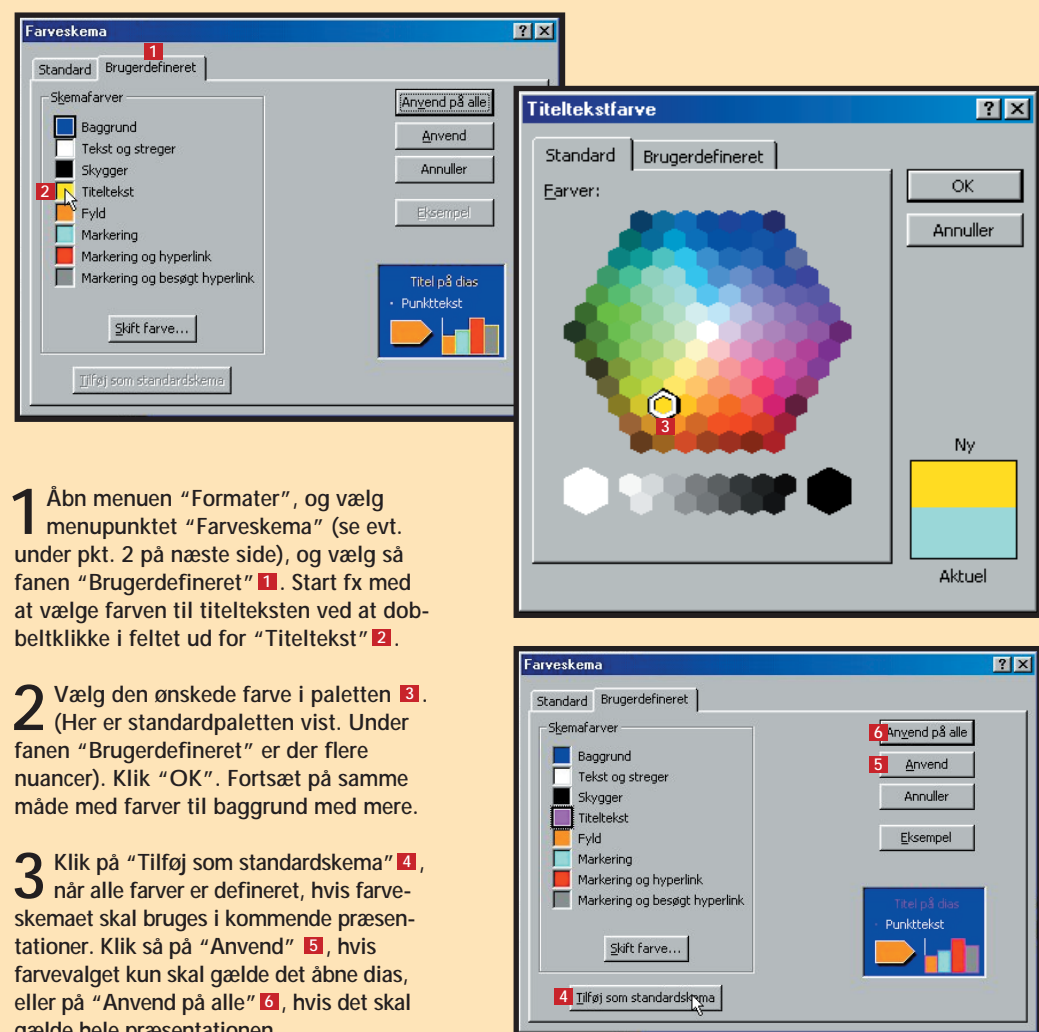 Farveskema
1
Standard
Brugerdefineret
Skemafarver
Baggrund
Tekst og streger
Skygger
2
Titeltekst
Fyld
Markering
Markering og hyperlink
Markering og besøgt hyperlink
Skift farve...
Tilføj som standardskema
Anvend på alle
Anvend
Annuller
Eksempel
Titel på dias
· Punkttekst
Titeltekstfarve
Standard
Brugerdefineret
Farver:
3
OK
Annuller
Ny
Aktuel
1 Åbn menuen “Formater”, og vælg
menupunktet “Farveskema” (se evt.
under pkt. 2 på næste side), og vælg så
fanen “Brugerdefineret” 1. Start fx med
at vælge farven til titelteksten ved at dob-
beltklikke i feltet ud for “Titeltekst” 2.
2 Vælg den ønskede farve i paletten 3.
(Her er standardpaletten vist. Under
fanen “Brugerdefineret” er der flere
nuancer). Klik “OK”. Fortsæt på samme
måde med farver til baggrund med mere.
3 Klik på “Tilføj som standardskema” 4,
når alle farver er defineret, hvis farve-
skemaet skal bruges i kommende præsen-
tationer. Klik så på “Anvend” 5, hvis
farvevalget kun skal gælde det åbne dias,
eller på “Anvend på alle” 6, hvis det skal
gælde hele præsentationen
Farveskema
Standard
Brugerdefineret
Skemafarver
Baggrund
Tekst og streger
Skygger
Titeltekst
Fyld
Markering
Markering og hyperlink
Markering og besøgt hyperlink
Skift farve...
4 Tilføj som standardskema
6 Anvend på alle
5 Anvend
Annuller
Eksempel
Titel på dias
· Punkttekst